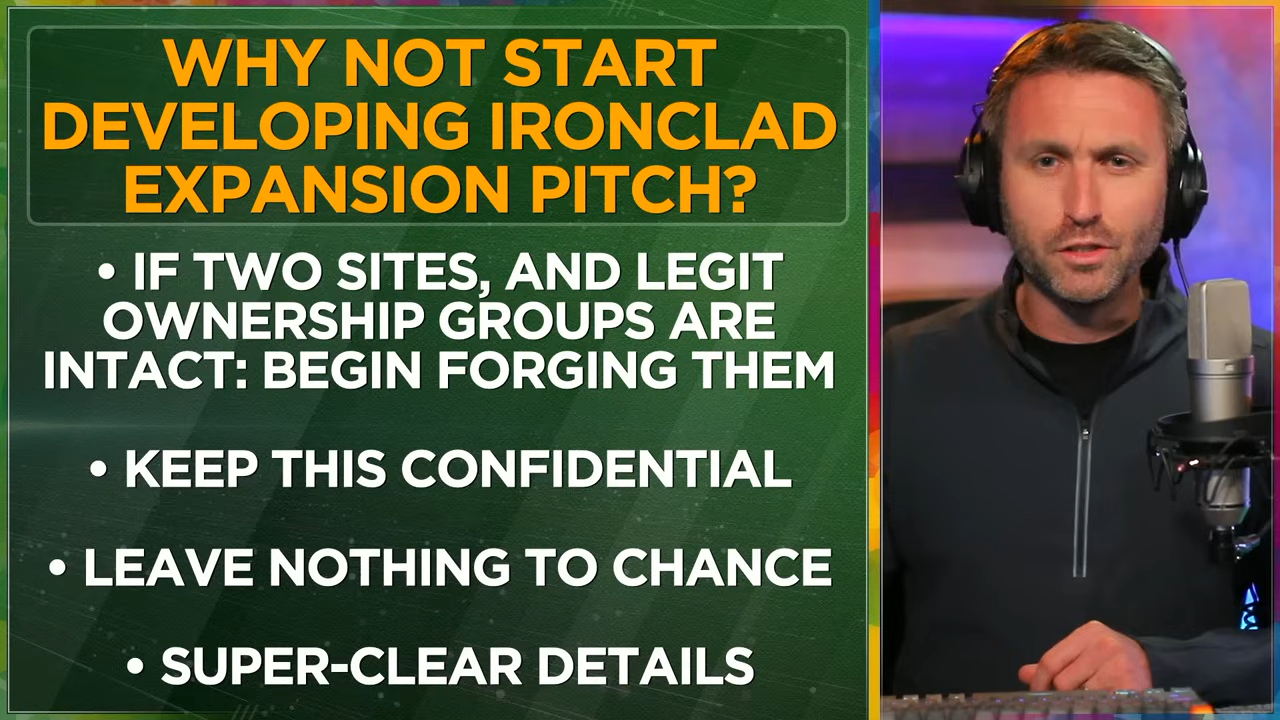 WHY NOT START
DEVELOPING IRONCLAD
EXPANSION PITCH?
• IF TWO SITES, AND LEGIT
OWNERSHIP GROUPS ARE
INTACT: BEGIN FORGING THEM
• KEEP THIS CONFIDENTIAL
• LEAVE NOTHING TO CHANCE
• SUPER-CLEAR DETAILS